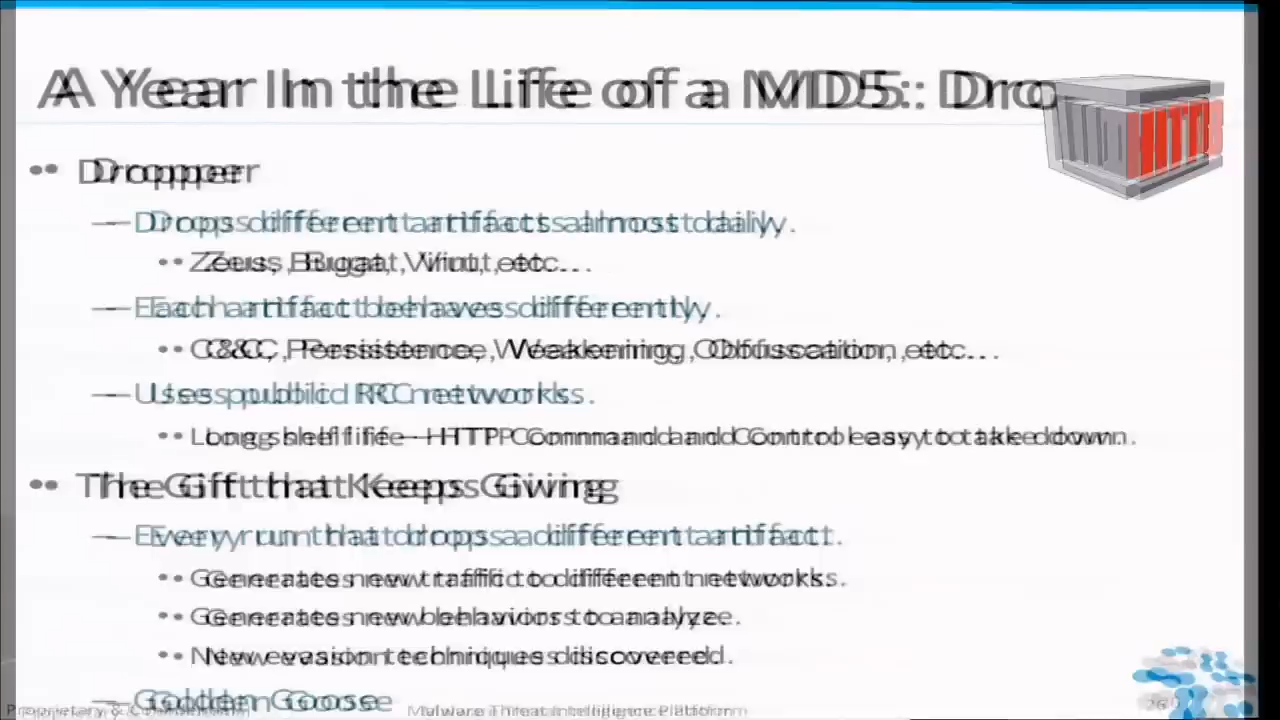 A Year In the Life of a MD5: Dro
• Dropper
— Drops different artifacts almost daily.
• Zeus, Bugat, Virut, etc…
— Each artifact behaves differently.
• C&C, Persistence, Weakening, Obfuscation, etc…
— Uses public IRC networks.
• Long shelf life – HTTP Command and Control easy to take down.
• The Gift that Keeps Giving
— Every run that drops a different artifact.
• Generates new traffic to different networks.
• Generates new behaviors to analyze.
• New evasion techniques discovered.
— Golden Goose
Proprietary & Confidential
Malware Threat Intelligence Platform
26